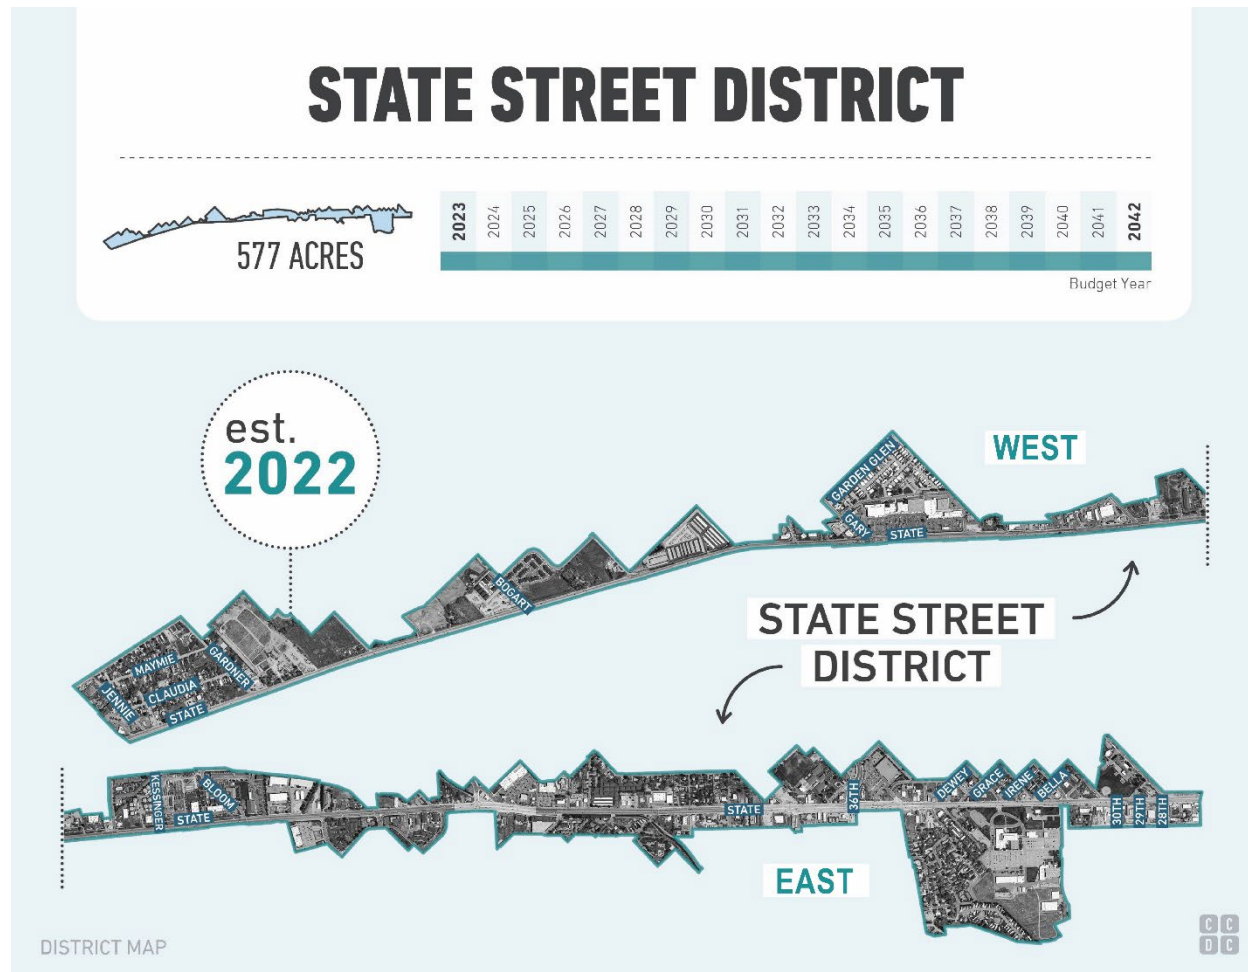 STATE STREET DISTRICT
577 ACRES
2023 2024 2025 2026 2027 2028 2029 2030 2031 2032 2033 2034 2035 2036 2037 2038 2039 2040 2041 2042
Budget Year
est.
2022
WEST
GARDEN GLEN
GARY
STATE
BOGART
STATE STREET
DISTRICT
MAYMIE
GARDNER
JENNIE
CLAUDIA
STATE
KESSINGER
BLOOM
STATE
STATE
36TH
DEWEY
GRACE
IRENE
BELLA
30TH
29TH
28TH
EAST
DISTRICT MAP
CC
DC